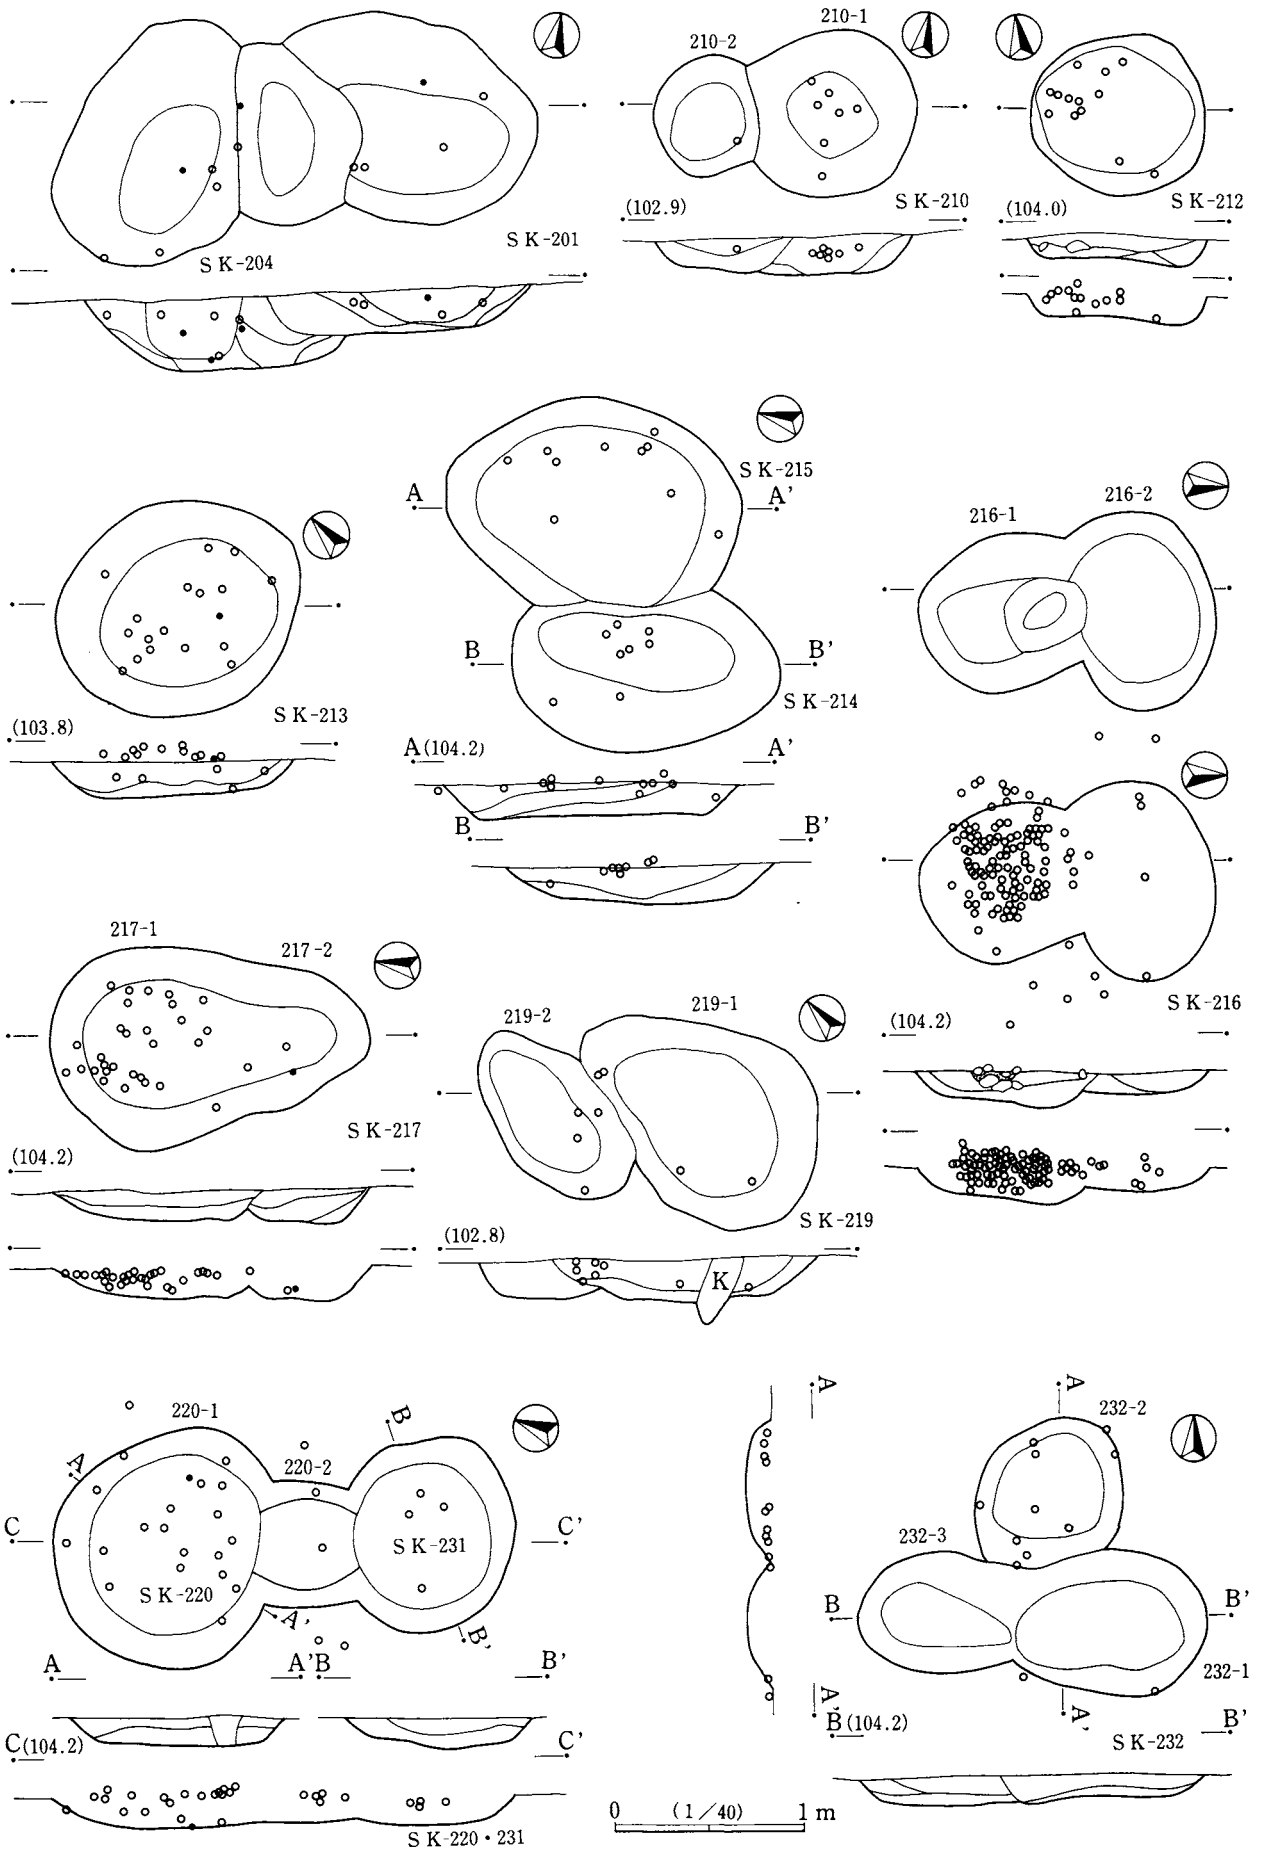 SK-204
SK-201
210-2
210-1
(102.9)
SK-210
(104.0)
SK-212
SK-213
(103.8)
SK-215
A
A'
B
B'
SK-214
A (104.2)
A'
B
B'
216-1
216-2
SK-216
(104.2)
217-1
217-2
SK-217
(104.2)
219-2
219-1
SK-219
(102.8)
K
220-1
220-2
A
B
C
C'
SK-220
SK-231
A'
B'
A
A'
B
B'
C (104.2)
C'
SK-220・231
A
A'
A
232-2
232-3
B
B'
232-1
A'
B (104.2)
B'
SK-232
0
(1/40)
1 m